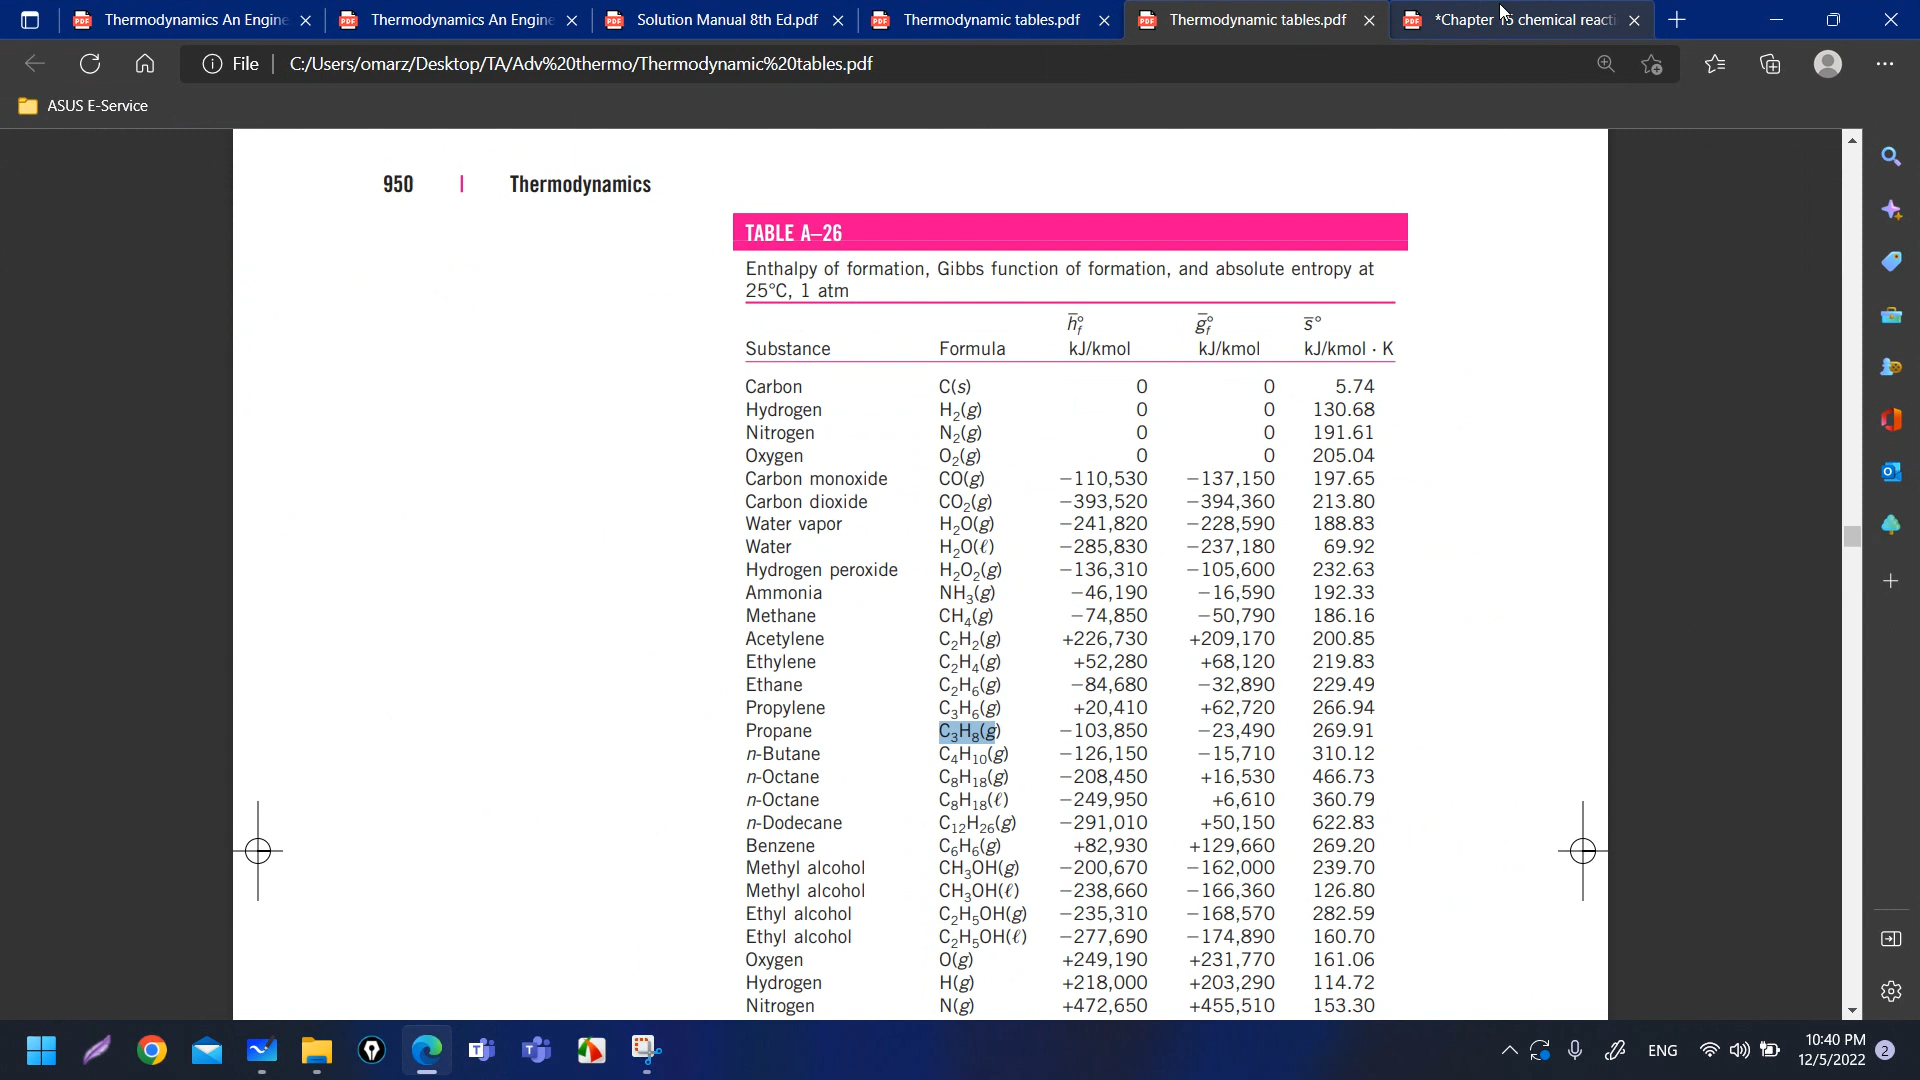 Thermodynamics An Engine
Thermodynamics An Engine
Solution Manual 8th Ed.pdf
Thermodynamic tables.pdf
Thermodynamic tables.pdf
*Chapter 15 chemical reacti
File
C:/Users/omarz/Desktop/TA/Adv%20thermo/Thermodynamic%20tables.pdf
ASUS E-Service
950 | Thermodynamics
TABLE A–26
Enthalpy of formation, Gibbs function of formation, and absolute entropy at
25°C, 1 atm
h̄f° ḡf° s̄°
Substance Formula kJ/kmol kJ/kmol kJ/kmol · K
Carbon C(s) 0 0 5.74
Hydrogen H₂(g) 0 0 130.68
Nitrogen N₂(g) 0 0 191.61
Oxygen O₂(g) 0 0 205.04
Carbon monoxide CO(g) −110,530 −137,150 197.65
Carbon dioxide CO₂(g) −393,520 −394,360 213.80
Water vapor H₂O(g) −241,820 −228,590 188.83
Water H₂O(ℓ) −285,830 −237,180 69.92
Hydrogen peroxide H₂O₂(g) −136,310 −105,600 232.63
Ammonia NH₃(g) −46,190 −16,590 192.33
Methane CH₄(g) −74,850 −50,790 186.16
Acetylene C₂H₂(g) +226,730 +209,170 200.85
Ethylene C₂H₄(g) +52,280 +68,120 219.83
Ethane C₂H₆(g) −84,680 −32,890 229.49
Propylene C₃H₆(g) +20,410 +62,720 266.94
Propane C₃H₈(g) −103,850 −23,490 269.91
n-Butane C₄H₁₀(g) −126,150 −15,710 310.12
n-Octane C₈H₁₈(g) −208,450 +16,530 466.73
n-Octane C₈H₁₈(ℓ) −249,950 +6,610 360.79
n-Dodecane C₁₂H₂₆(g) −291,010 +50,150 622.83
Benzene C₆H₆(g) +82,930 +129,660 269.20
Methyl alcohol CH₃OH(g) −200,670 −162,000 239.70
Methyl alcohol CH₃OH(ℓ) −238,660 −166,360 126.80
Ethyl alcohol C₂H₅OH(g) −235,310 −168,570 282.59
Ethyl alcohol C₂H₅OH(ℓ) −277,690 −174,890 160.70
Oxygen O(g) +249,190 +231,770 161.06
Hydrogen H(g) +218,000 +203,290 114.72
Nitrogen N(g) +472,650 +455,510 153.30
ENG
10:40 PM
12/5/2022
2